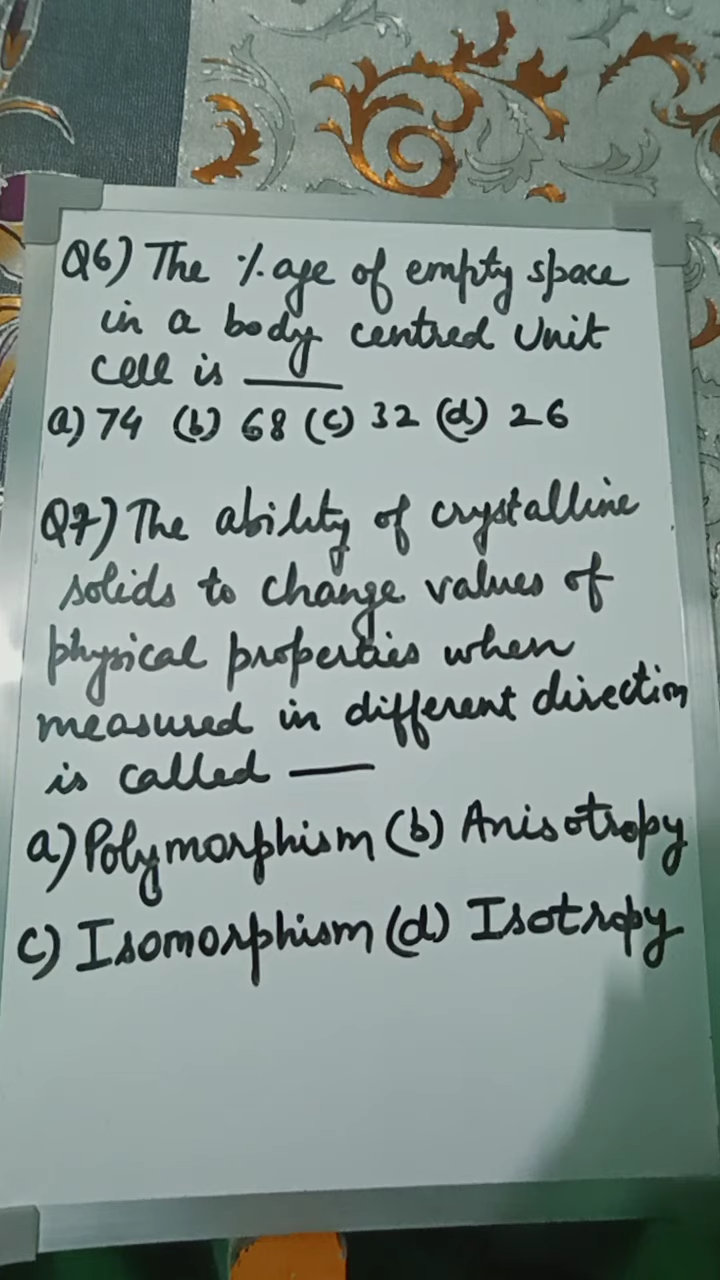 Q6) The %age of empty space
in a body centred Unit
cell is ___
a) 74 (b) 68 (c) 32 (d) 26
Q7) The ability of crystalline
solids to change values of
physical properties when
measured in different direction
is called —
a) Polymorphism (b) Anisotropy
c) Isomorphism (d) Isotropy